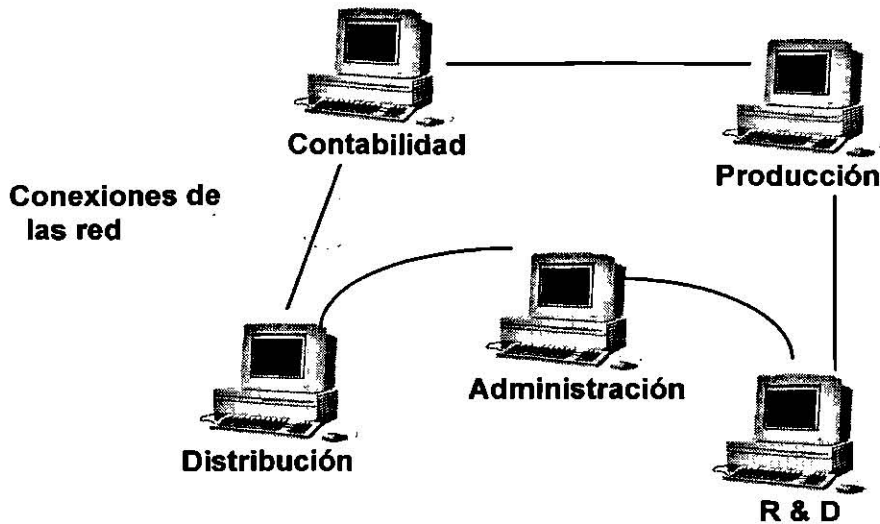 Contabilidad
Producción
Conexiones de
las red
Administración
Distribución
R & D